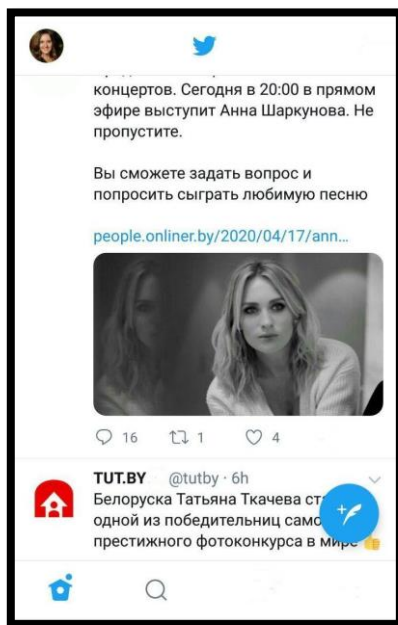 концертов. Сегодня в 20:00 в прямом
эфире выступит Анна Шаркунова. Не
пропустите.
Вы сможете задать вопрос и
попросить сыграть любимую песню
people.onliner.by/2020/04/17/ann...
16 1 4
TUT.BY @tutby · 6h
Белоруска Татьяна Ткачева
одной из победительниц
престижного фотоконкурса в мире